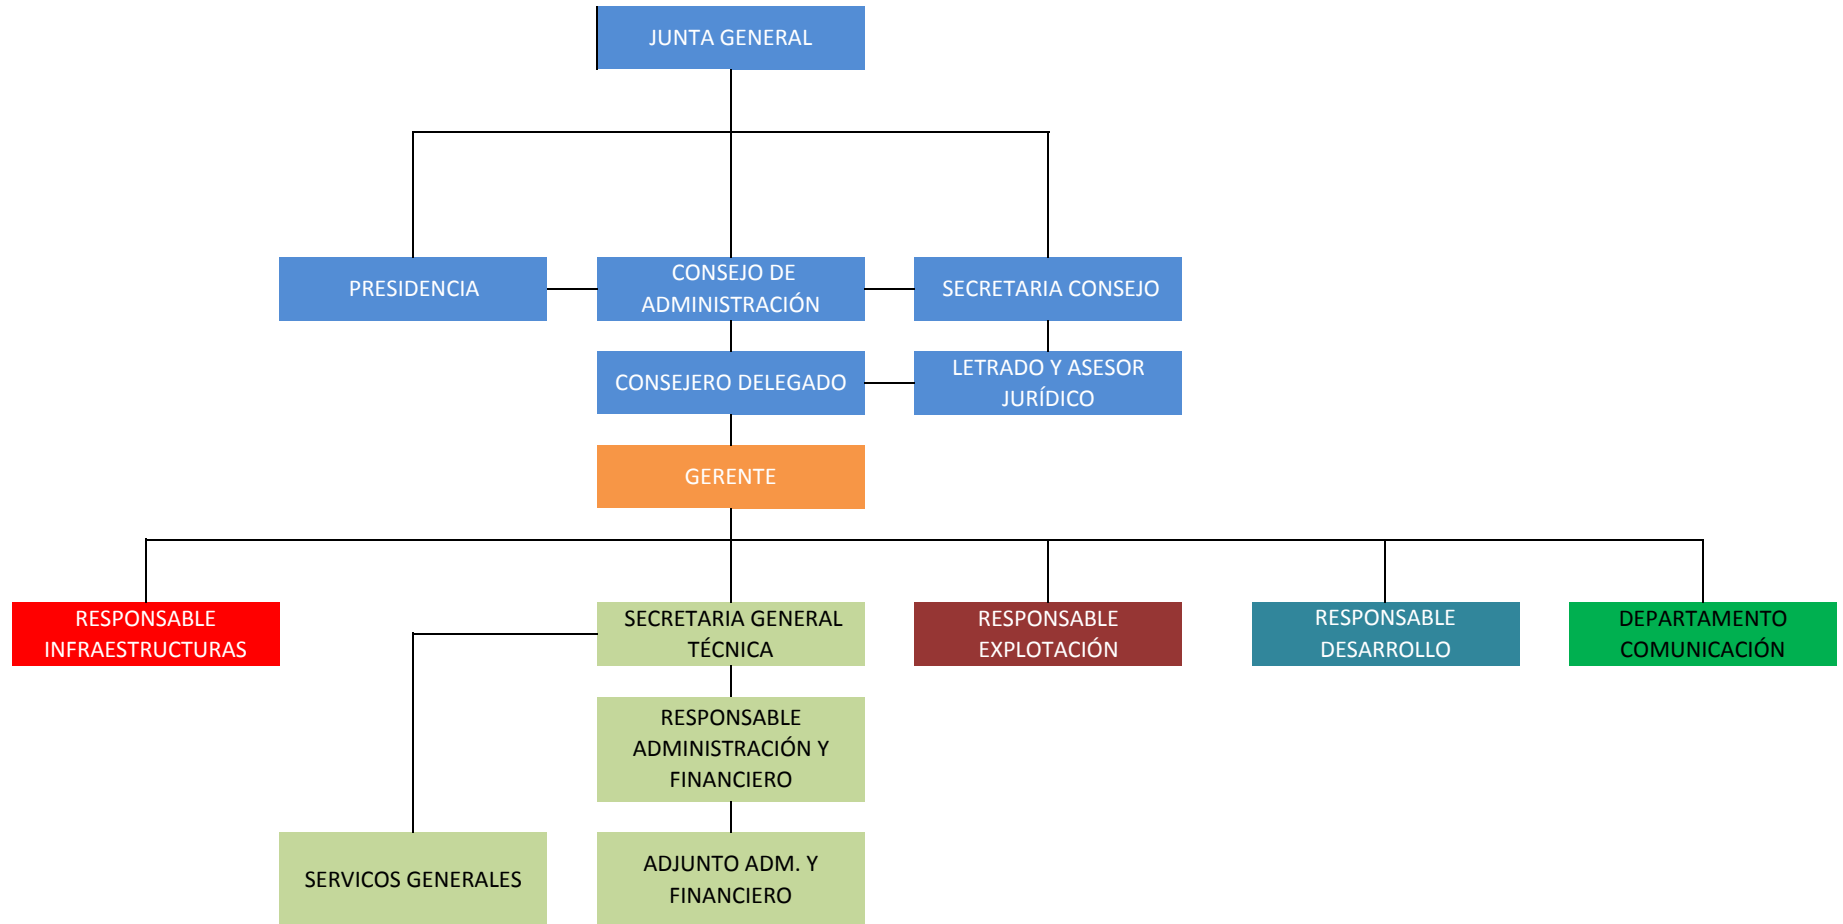 JUNTA GENERAL
PRESIDENCIA
CONSEJO DE
ADMINISTRACIÓN
SECRETARIA CONSEJO
CONSEJERO DELEGADO
LETRADO Y ASESOR
JURÍDICO
GERENTE
RESPONSABLE
INFRAESTRUCTURAS
SECRETARIA GENERAL
TÉCNICA
RESPONSABLE
EXPLOTACIÓN
RESPONSABLE
DESARROLLO
DEPARTAMENTO
COMUNICACIÓN
RESPONSABLE
ADMINISTRACIÓN Y
FINANCIERO
SERVICOS GENERALES
ADJUNTO ADM. Y
FINANCIERO